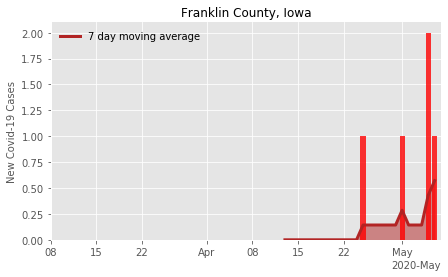 Franklin County, Iowa
7 day moving average
New Covid-19 Cases
2.00
1.75
1.50
1.25
1.00
0.75
0.50
0.25
0.00
08 15 22 Apr 08 15 22 May
2020-May